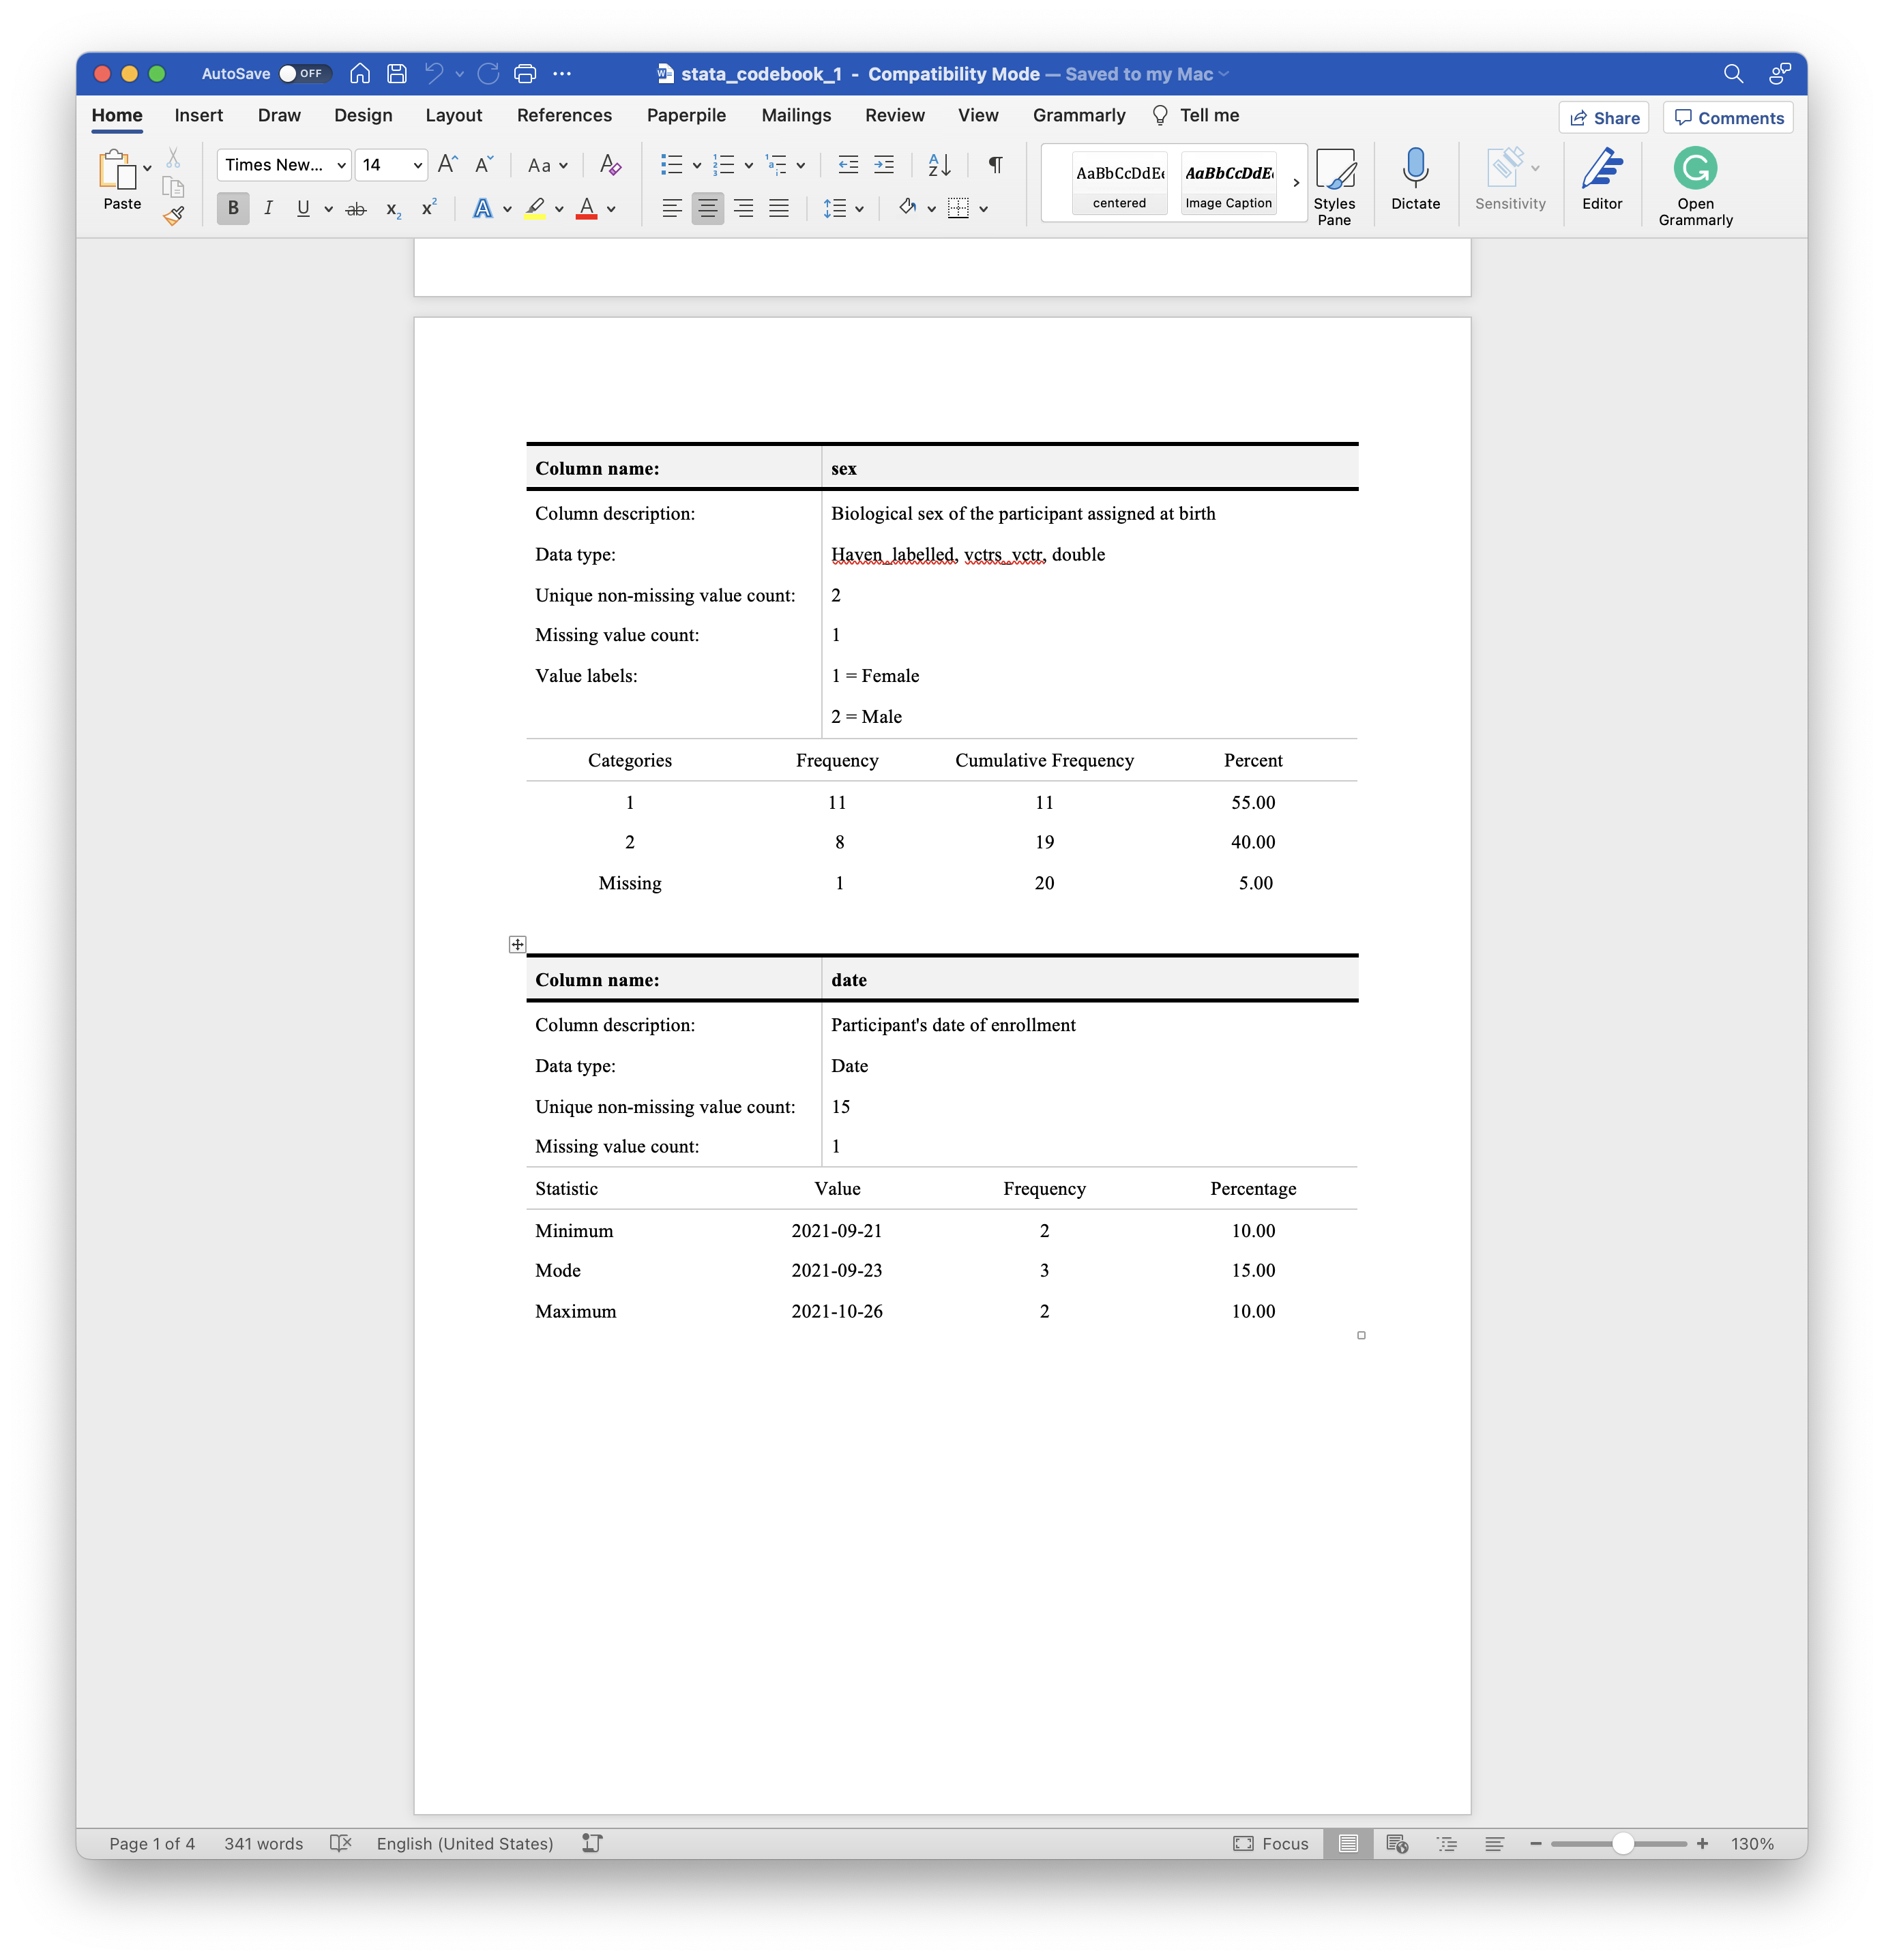 AutoSave OFF stata_codebook_1 - Compatibility Mode — Saved to my Mac
Home Insert Draw Design Layout References Paperpile Mailings Review View Grammarly Tell me Share Comments
Paste
Times New... 14 Aa
B I U ab x2 x2 A A
AaBbCcDdEe AaBbCcDdE
centered Image Caption
Styles Pane
Dictate
Sensitivity
Editor
Open Grammarly
Column name: sex
Column description: Biological sex of the participant assigned at birth
Data type: Haven_labelled, vctrs_vctr, double
Unique non-missing value count: 2
Missing value count: 1
Value labels: 1 = Female
2 = Male
Categories Frequency Cumulative Frequency Percent
1 11 11 55.00
2 8 19 40.00
Missing 1 20 5.00
Column name: date
Column description: Participant's date of enrollment
Data type: Date
Unique non-missing value count: 15
Missing value count: 1
Statistic Value Frequency Percentage
Minimum 2021-09-21 2 10.00
Mode 2021-09-23 3 15.00
Maximum 2021-10-26 2 10.00
Page 1 of 4 341 words English (United States) Focus 130%